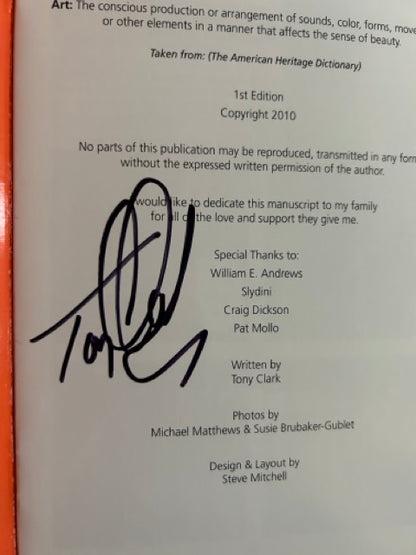 Art: The conscious production or arrangement of sounds, color, forms, move
or other elements in a manner that affects the sense of beauty.
Taken from: (The American Heritage Dictionary)
1st Edition
Copyright 2010
No parts of this publication may be reproduced, transmitted in any form
without the expressed written permission of the author.
would like to dedicate this manuscript to my family
for all of the love and support they give me.
Special Thanks to:
William E. Andrews
Slydini
Craig Dickson
Pat Mollo
Tony
Written by
Tony Clark
Photos by
Michael Matthews & Susie Brubaker-Gublet
Design & Layout by
Steve Mitchell